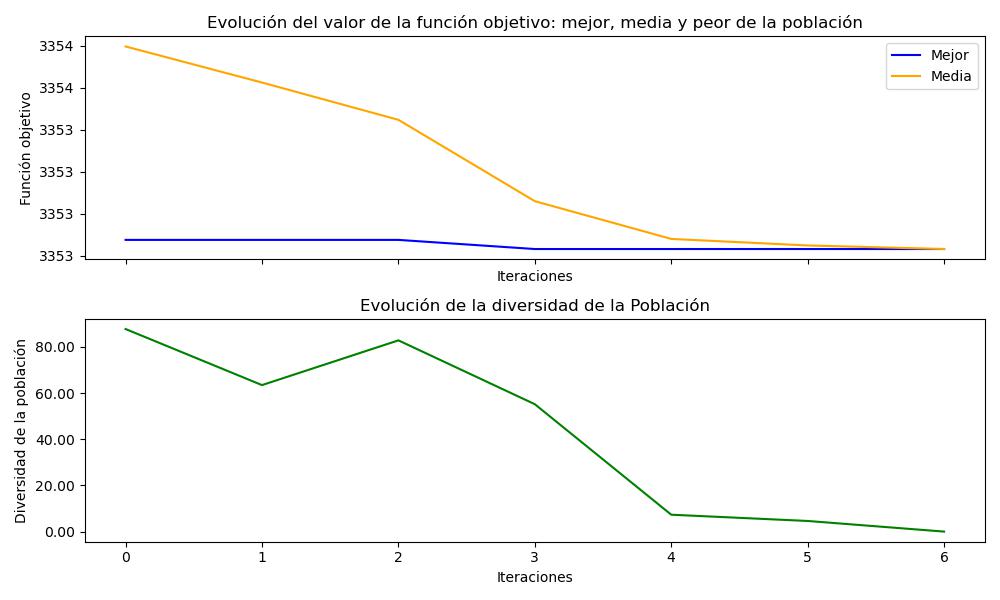 Evolución del valor de la función objetivo: mejor, media y peor de la población
Función objetivo
3354
3354
3353
3353
3353
3353
Mejor
Media
Iteraciones
Evolución de la diversidad de la Población
Diversidad de la población
80.00
60.00
40.00
20.00
0.00
0 1 2 3 4 5 6
Iteraciones